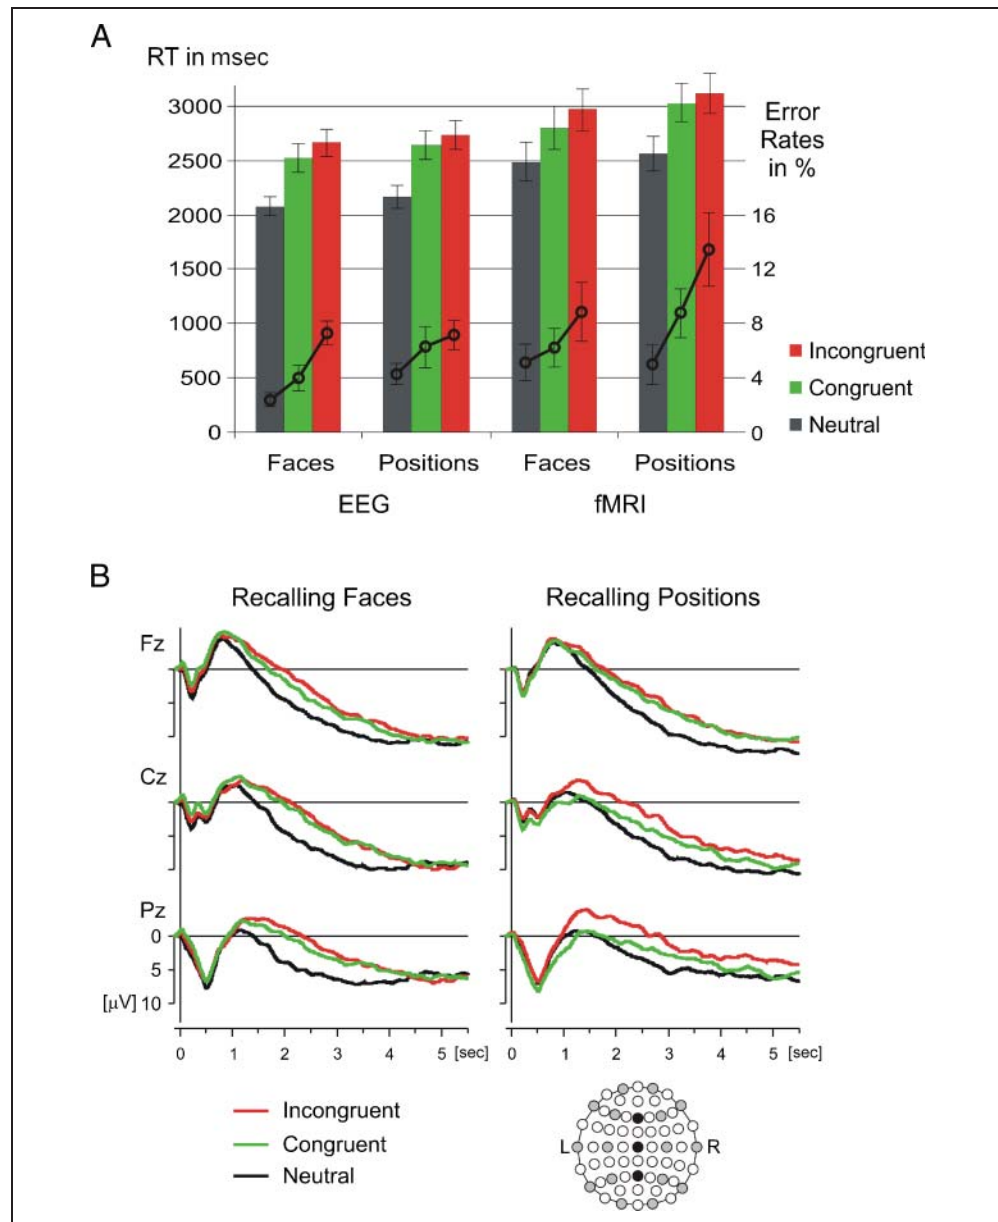 A
RT in msec
3000
2500
2000
1500
1000
500
0
Error
Rates
in %
16
12
8
4
0
Incongruent
Congruent
Neutral
Faces Positions Faces Positions
EEG fMRI
B
Recalling Faces Recalling Positions
Fz
Cz
Pz
0
5
[µV] 10
0 1 2 3 4 5 [sec] 0 1 2 3 4 5 [sec]
Incongruent
Congruent
Neutral
L R